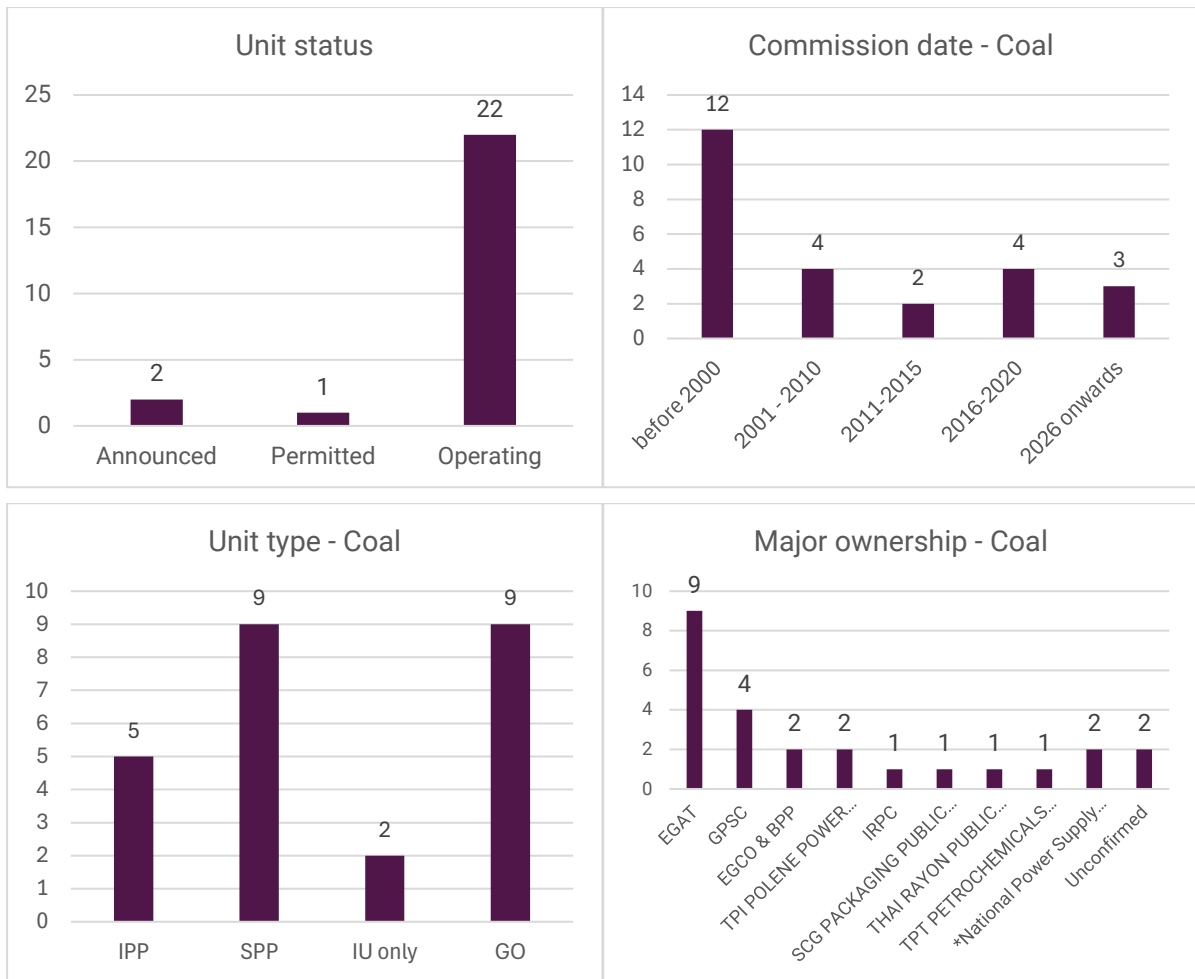 Unit status
25
20
15
10
5
0
2
1
22
Announced
Permitted
Operating
Commission date - Coal
14
12
10
8
6
4
2
0
12
4
2
4
3
before 2000
2001 - 2010
2011-2015
2016-2020
2026 onwards
Unit type - Coal
10
9
8
7
6
5
4
3
2
1
0
5
9
2
9
IPP
SPP
IU only
GO
Major ownership - Coal
10
8
6
4
2
0
9
4
2
2
1
1
1
1
2
2
EGAT
GPSC
EGCO & BPP
TPI POLENE POWER...
IRPC
SCG PACKAGING PUBLIC...
THAI RAYON PUBLIC...
TPT PETROCHEMICALS...
*National Power Supply...
Unconfirmed